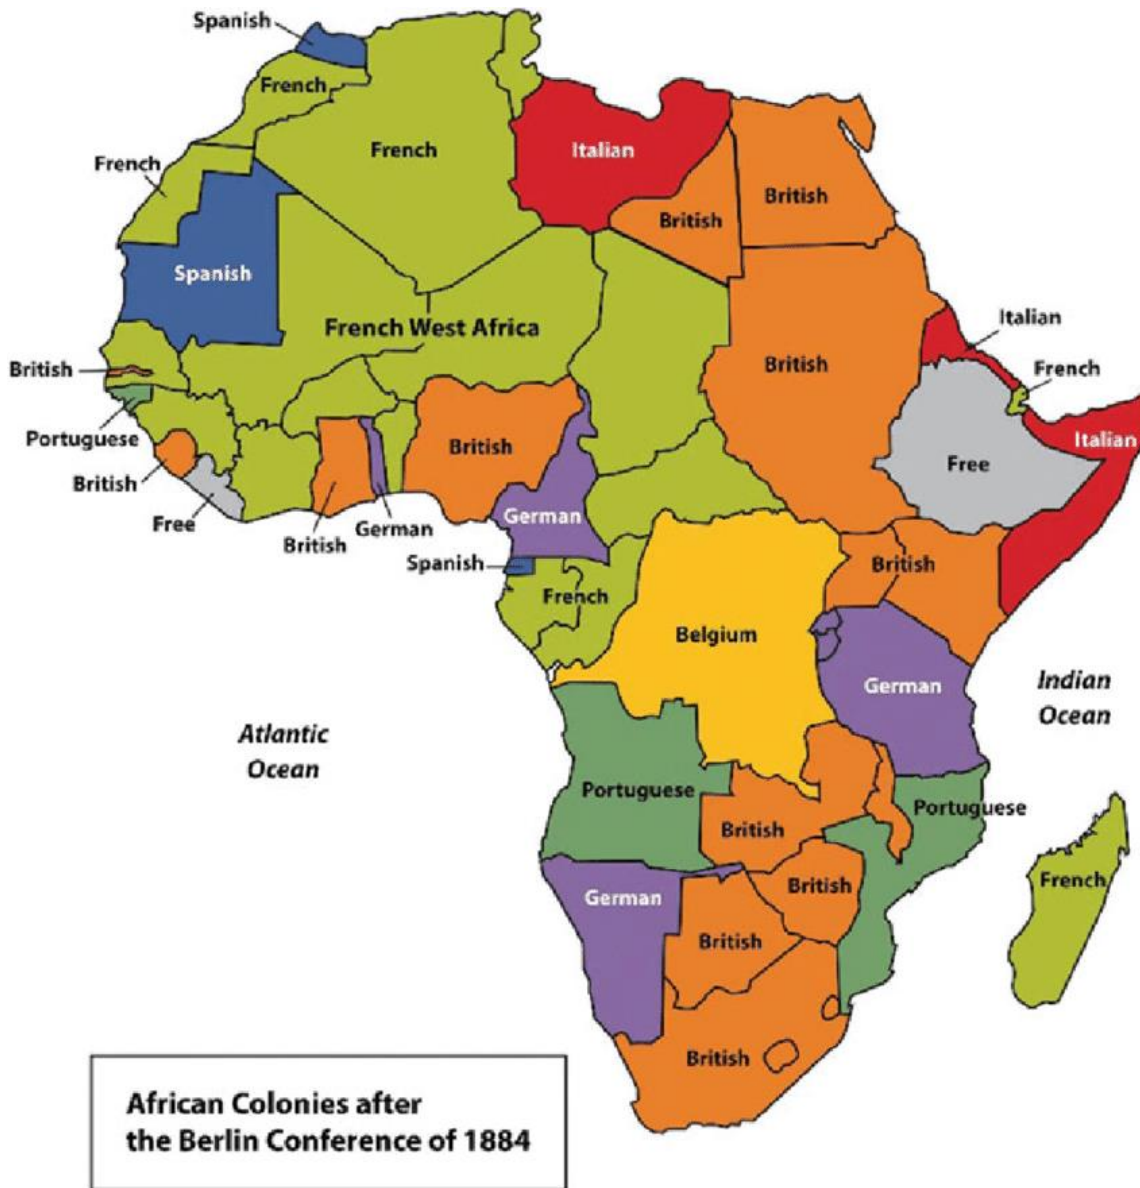 Spanish
French
French
French
Italian
British
British
Spanish
French West Africa
British
Italian
French
British
Portuguese
British
British
Free
Italian
British
Free
German
British
German
Spanish
British
French
Belgium
German
Indian
Ocean
Atlantic
Ocean
Portuguese
Portuguese
British
French
British
German
British
British
African Colonies after
the Berlin Conference of 1884